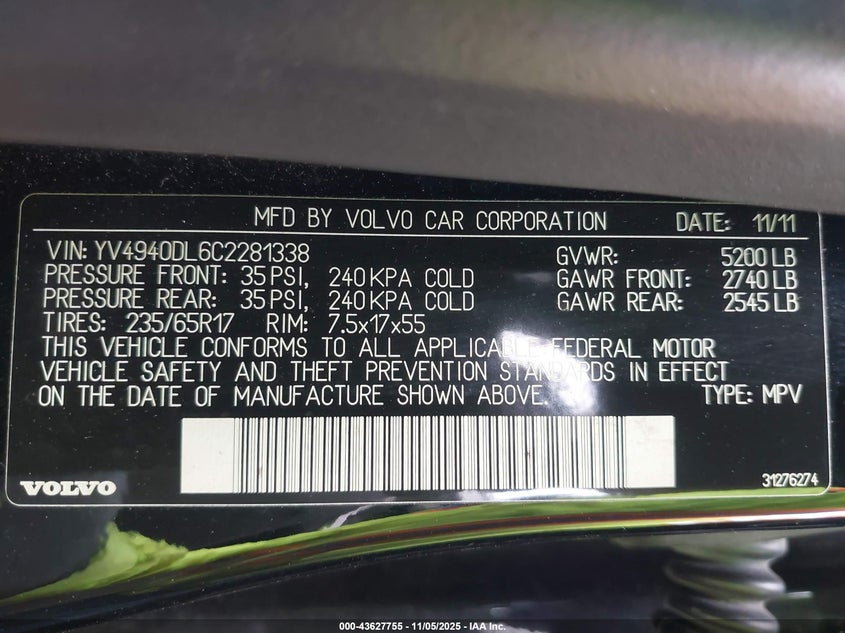 MFD BY VOLVO CAR CORPORATION DATE: 11/11
VIN: YV4940DL6C2281338 GVWR: 5200 LB
PRESSURE FRONT: 35 PSI, 240 KPA COLD GAWR FRONT: 2740 LB
PRESSURE REAR: 35 PSI, 240 KPA COLD GAWR REAR: 2545 LB
TIRES: 235/65R17 RIM: 7.5x17x55
THIS VEHICLE CONFORMS TO ALL APPLICABLE FEDERAL MOTOR
VEHICLE SAFETY AND THEFT PREVENTION STANDARDS IN EFFECT
ON THE DATE OF MANUFACTURE SHOWN ABOVE. TYPE: MPV
VOLVO 31276274
000-43627755 - 11/05/2025 - IAA Inc.